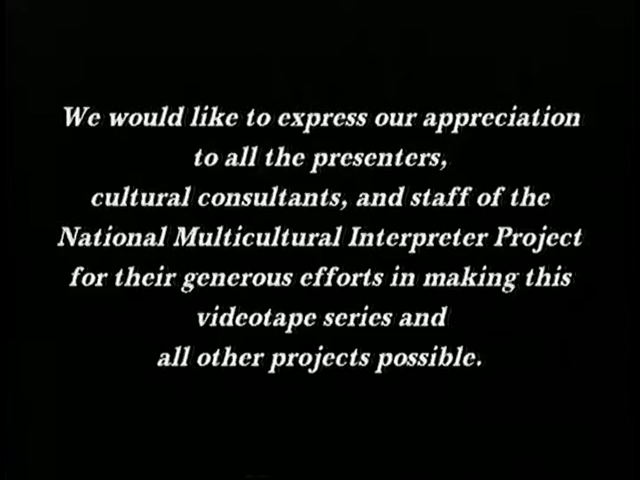 We would like to express our appreciation
to all the presenters,
cultural consultants, and staff of the
National Multicultural Interpreter Project
for their generous efforts in making this
videotape series and
all other projects possible.